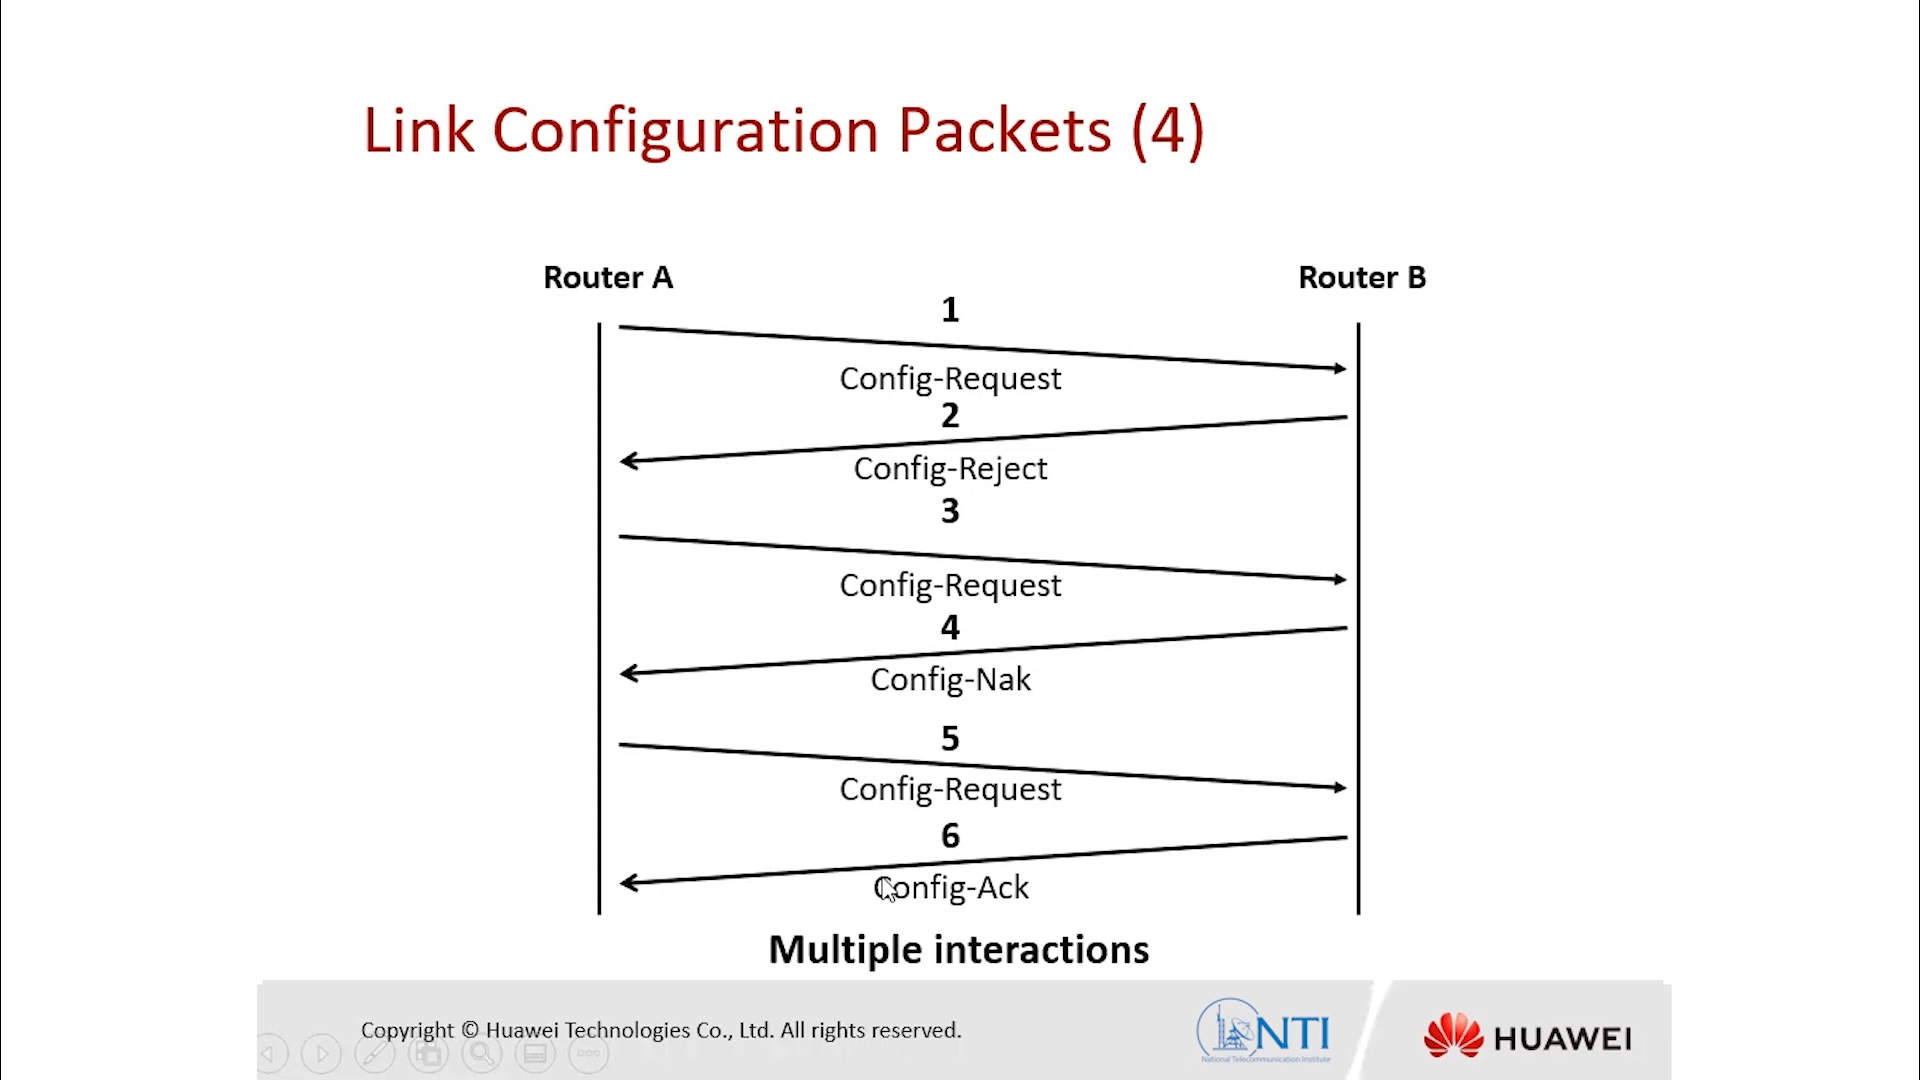 Link Configuration Packets (4)
Router A
Router B
1
Config-Request
2
Config-Reject
3
Config-Request
4
Config-Nak
5
Config-Request
6
Config-Ack
Multiple interactions
Copyright © Huawei Technologies Co., Ltd. All rights reserved.
NTI
National Telecommunication Institute
HUAWEI